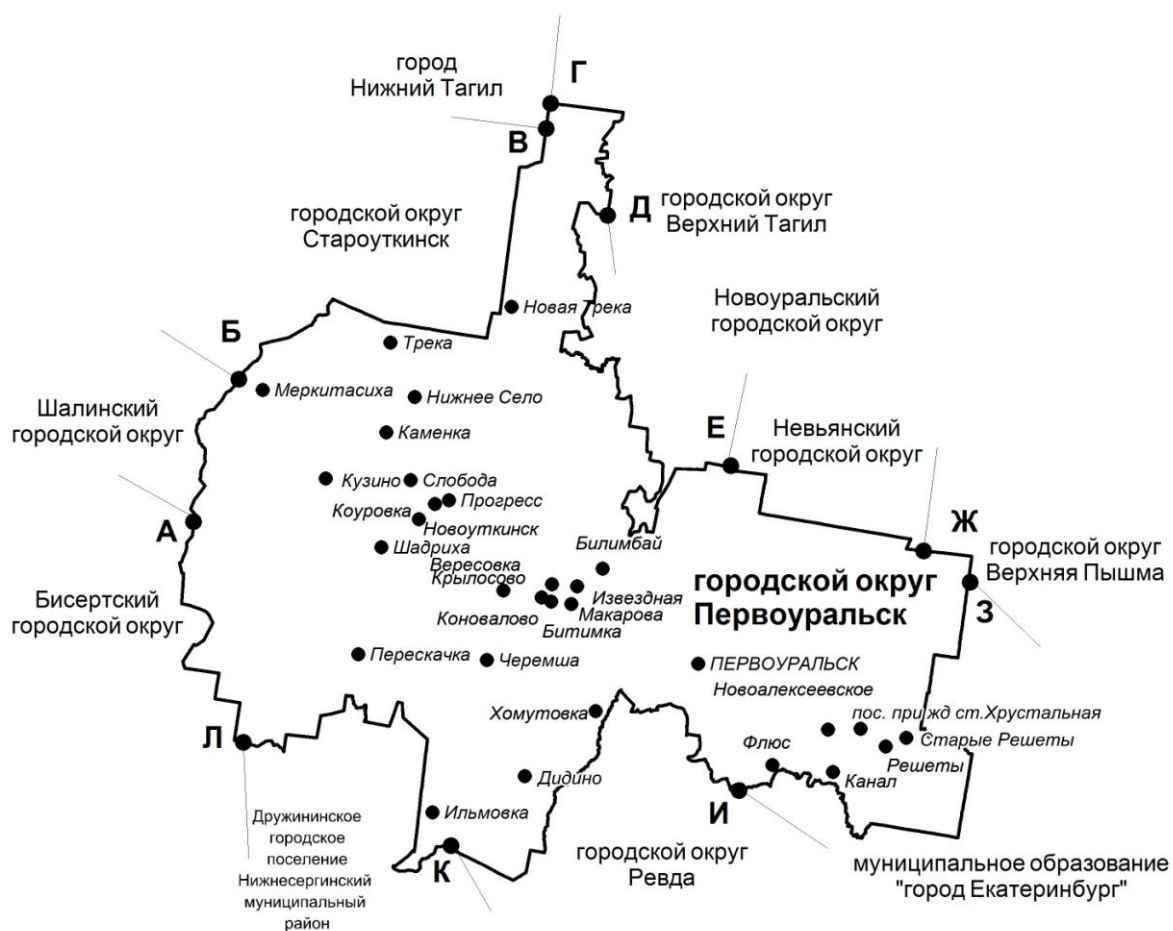 город
Нижний Тагил
Г
В
городской округ
Староуткинск
Д
городской округ
Верхний Тагил
Новоуральский
городской округ
Новая Трека
Б
Трека
Меркитасиха
Нижнее Село
Шалинский
городской округ
Каменка
Е
Невьянский
городской округ
Кузино
Слобода
Прогресс
Коуровка
Новоуткинск
А
Шадриха
Вересовка
Билимбай
Ж
городской округ
Верхняя Пышма
З
Крылосово
Извездная
Макарова
Коновалово
Битимка
городской округ
Первоуральск
Бисертский
городской округ
Перескачка
Черемша
ПЕРВОУРАЛЬСК
Новоалексеевское
Хомутовка
пос. при жд ст.Хрустальная
Старые Решеты
Решеты
Л
Флюс
Канал
Дидино
И
Ильмовка
К
Дружининское
городское
поселение
Нижнесергинский
муниципальный
район
городской округ
Ревда
муниципальное образование
"город Екатеринбург"